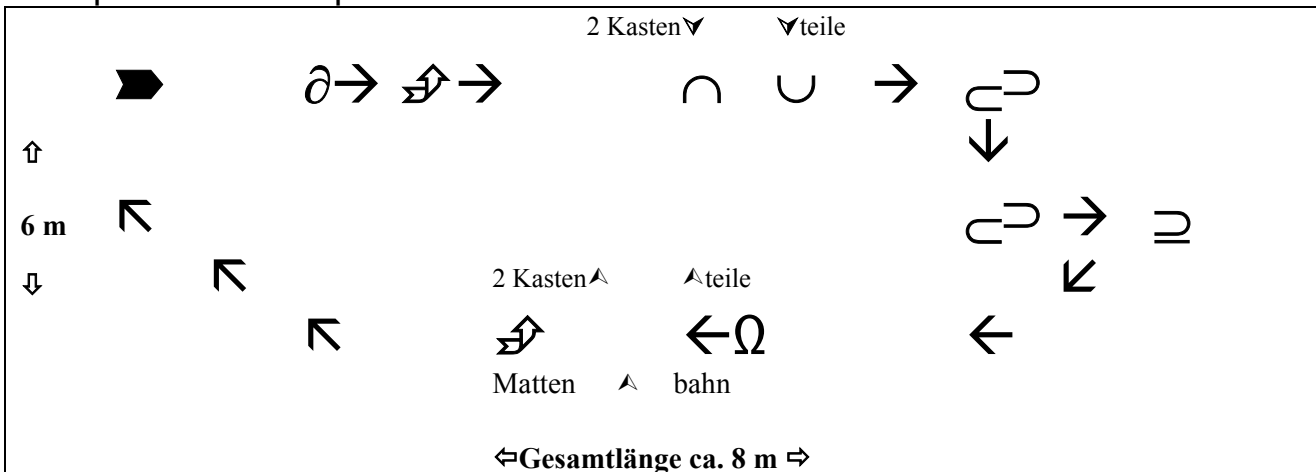 2 Kasten⮟ ⮟teile
∂→ →
∩ ∪ → ⊂⊃
⇧ ↓
6 m ↖ ⊂⊃ → ⊇
⇩ ↖ 2 Kasten⮝ ⮝teile ↙
↖ ←Ω ←
Matten ⮝ bahn
⇦Gesamtlänge ca. 8 m ⇨